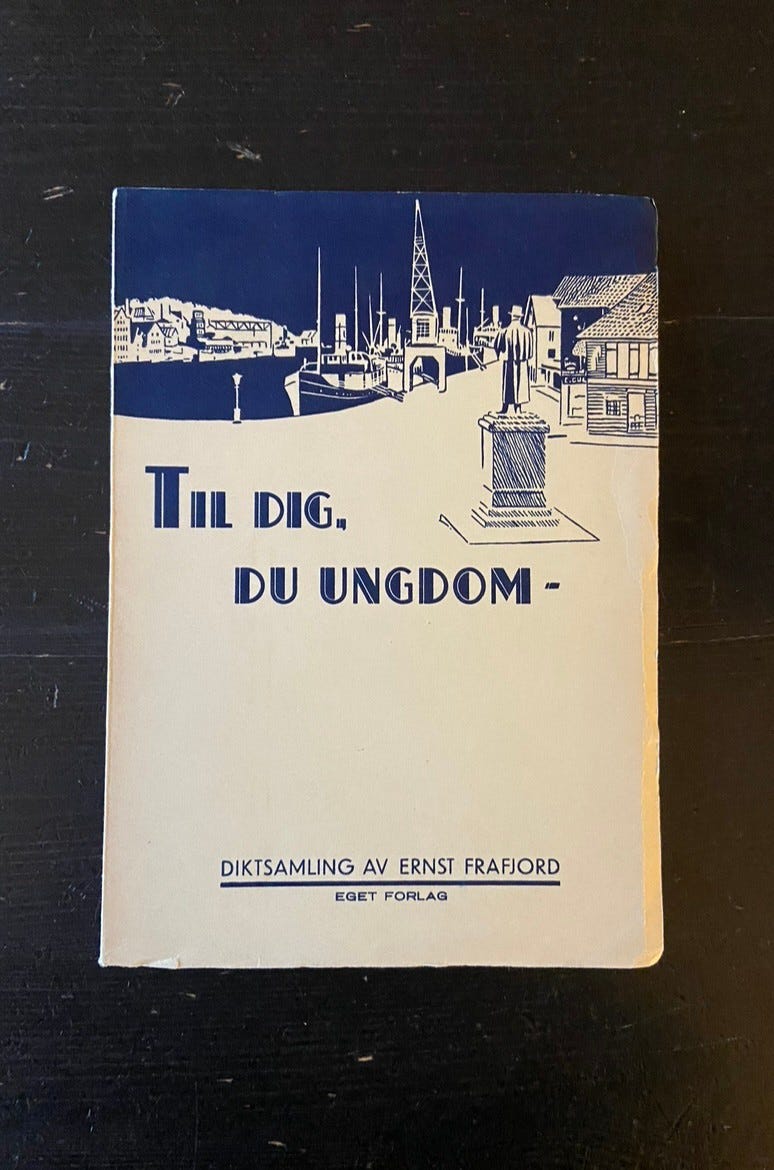 TIL DIG,
DU UNGDOM -
DIKTSAMLING AV ERNST FRAFJORD
EGET FORLAG